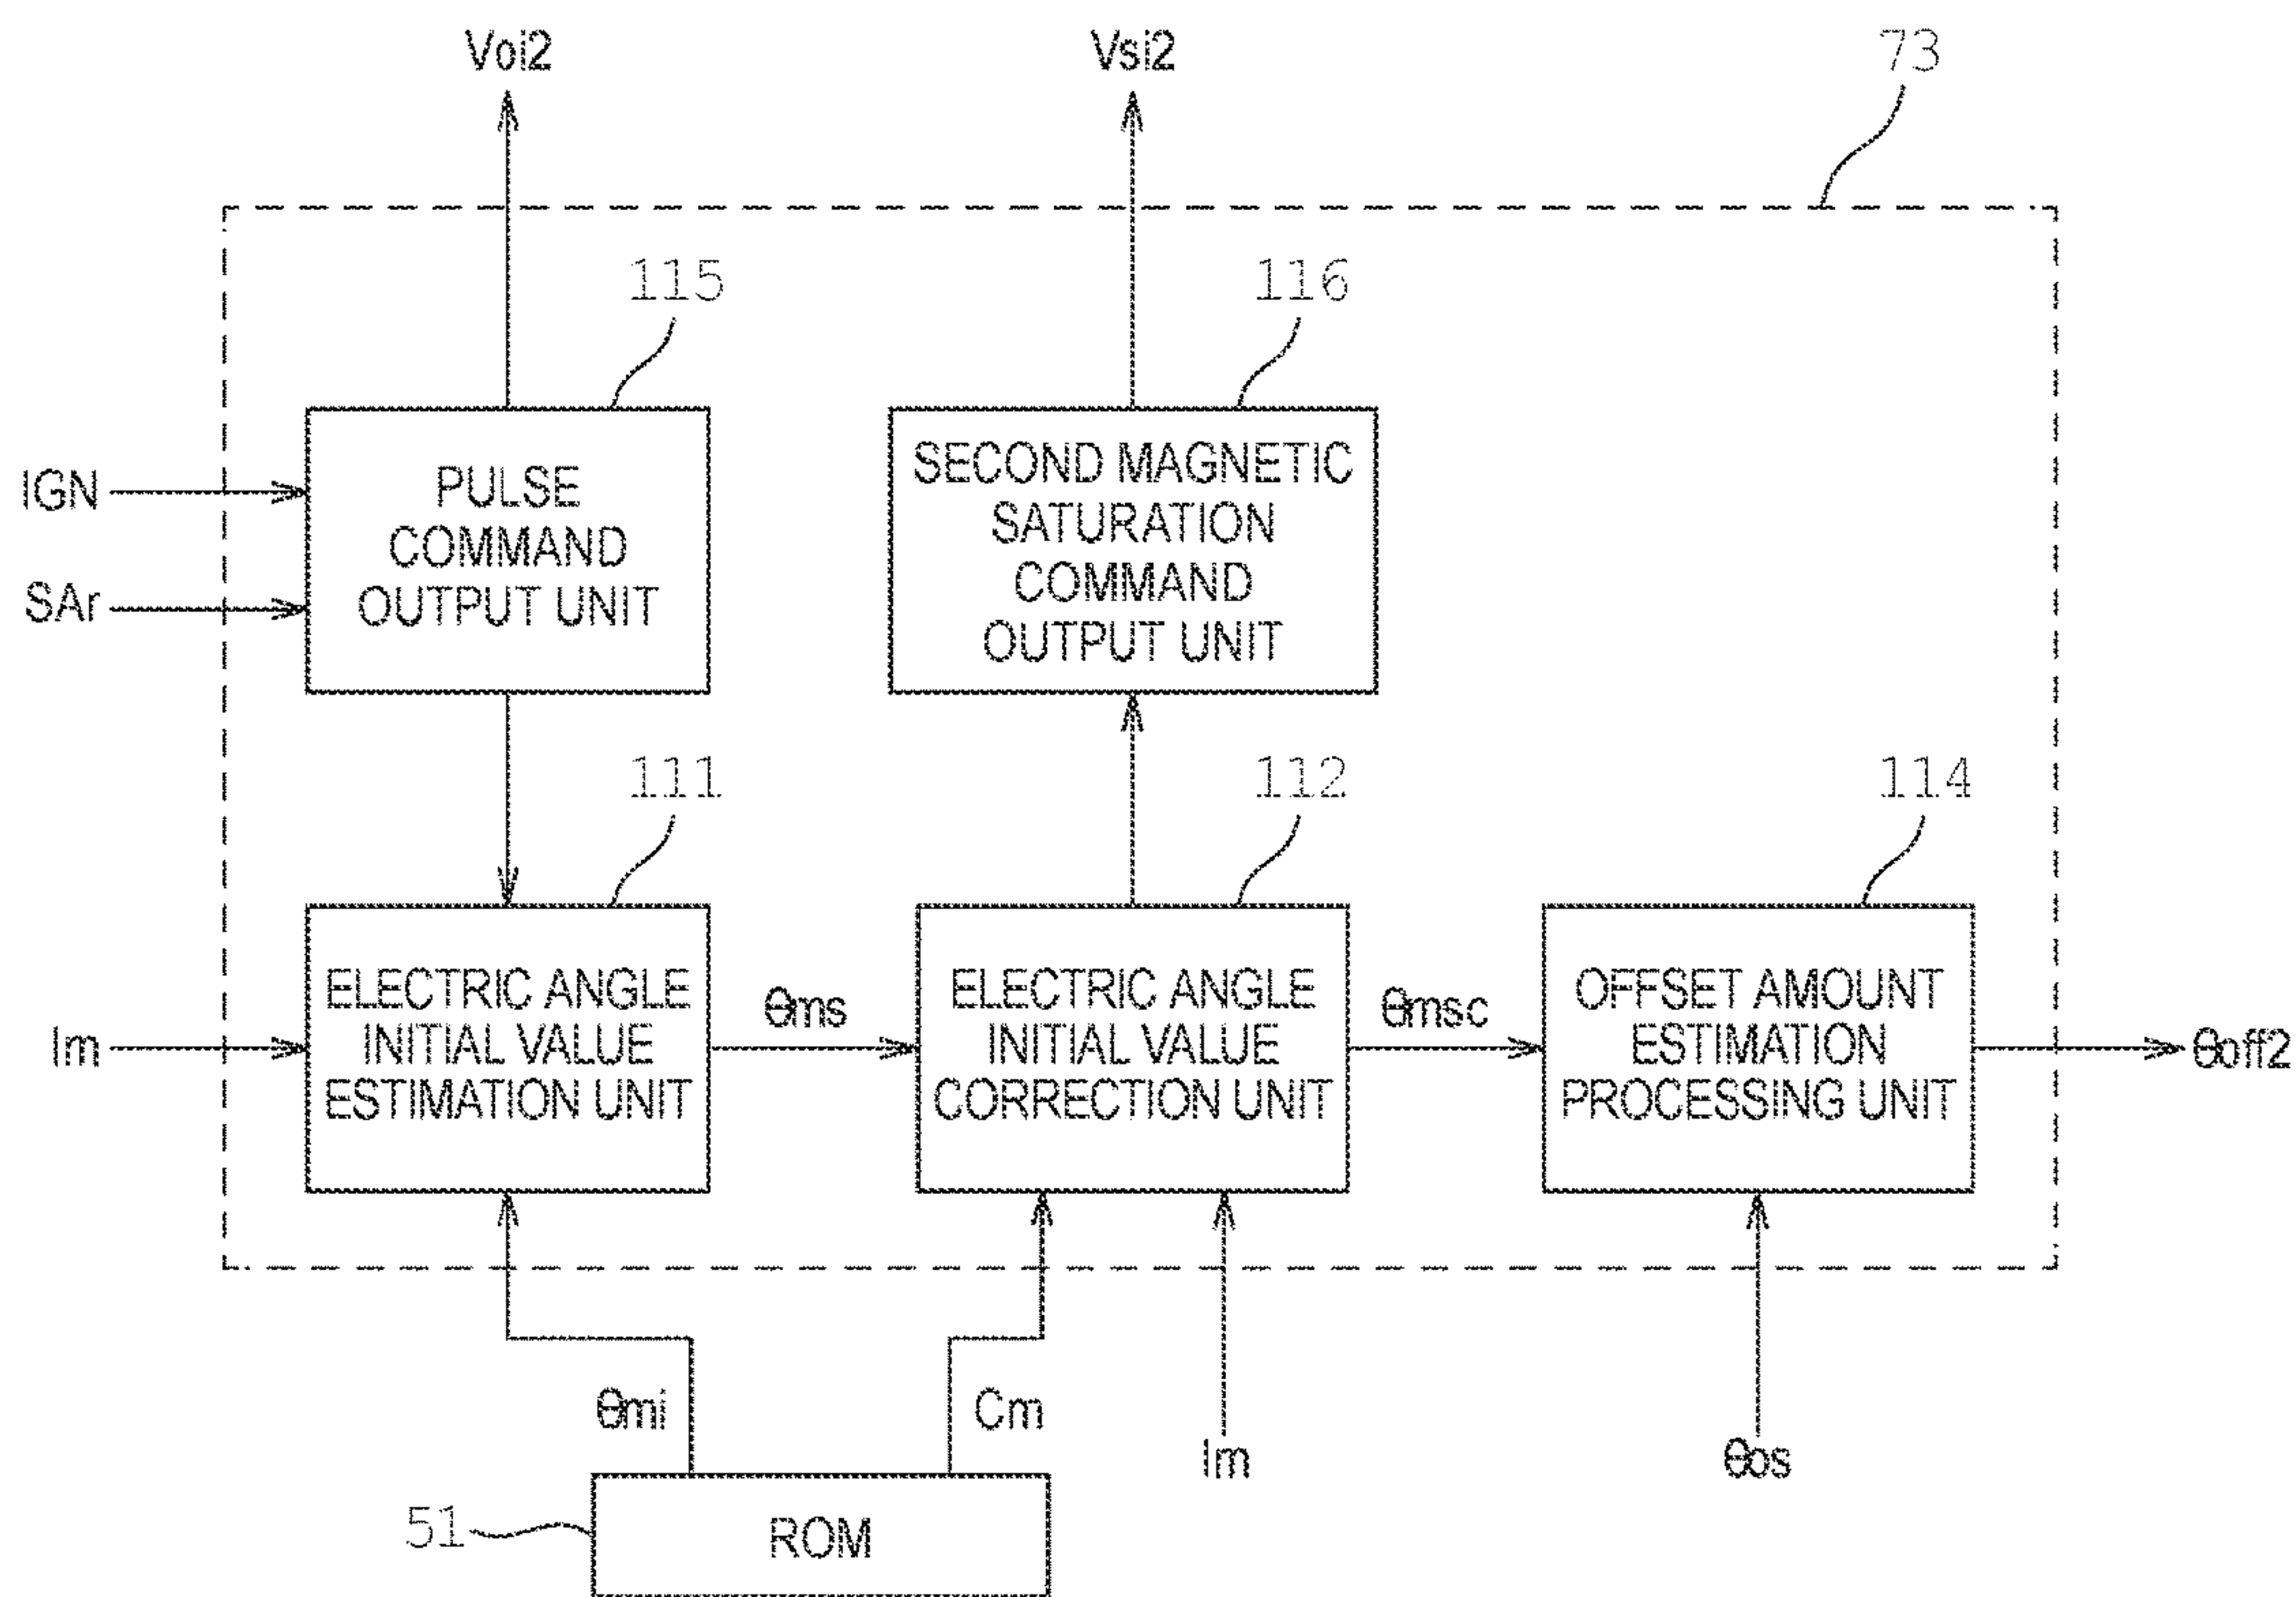 Voi2
Vsi2
73
115
116
IGN
SAr
PULSE
COMMAND
OUTPUT UNIT
SECOND MAGNETIC
SATURATION
COMMAND
OUTPUT UNIT
111
112
114
Im
ELECTRIC ANGLE
INITIAL VALUE
ESTIMATION UNIT
θms
ELECTRIC ANGLE
INITIAL VALUE
CORRECTION UNIT
θmsc
OFFSET AMOUNT
ESTIMATION
PROCESSING UNIT
θoff2
θmi
Cm
Im
θos
51
ROM